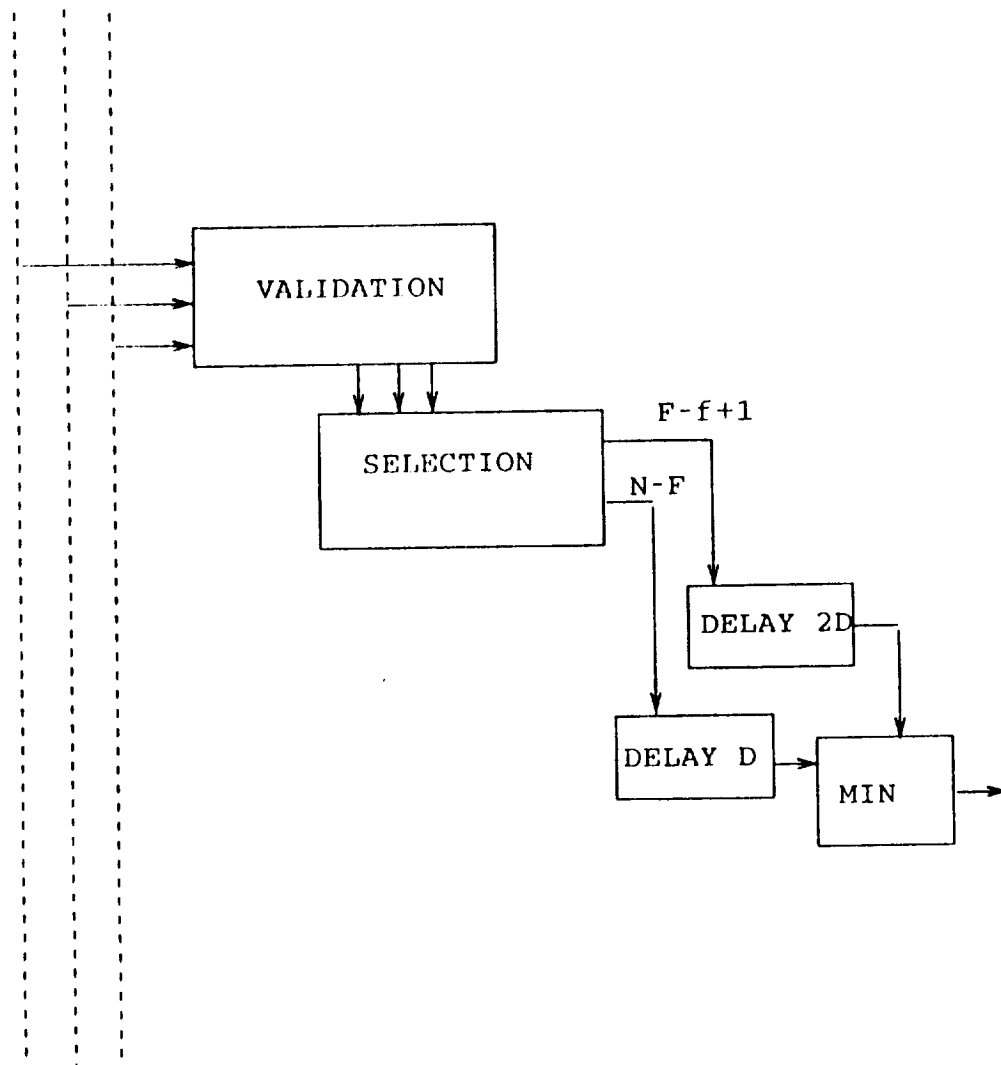 VALIDATION
F-f+1
SELECTION
N-F
DELAY 2D
DELAY D
MIN